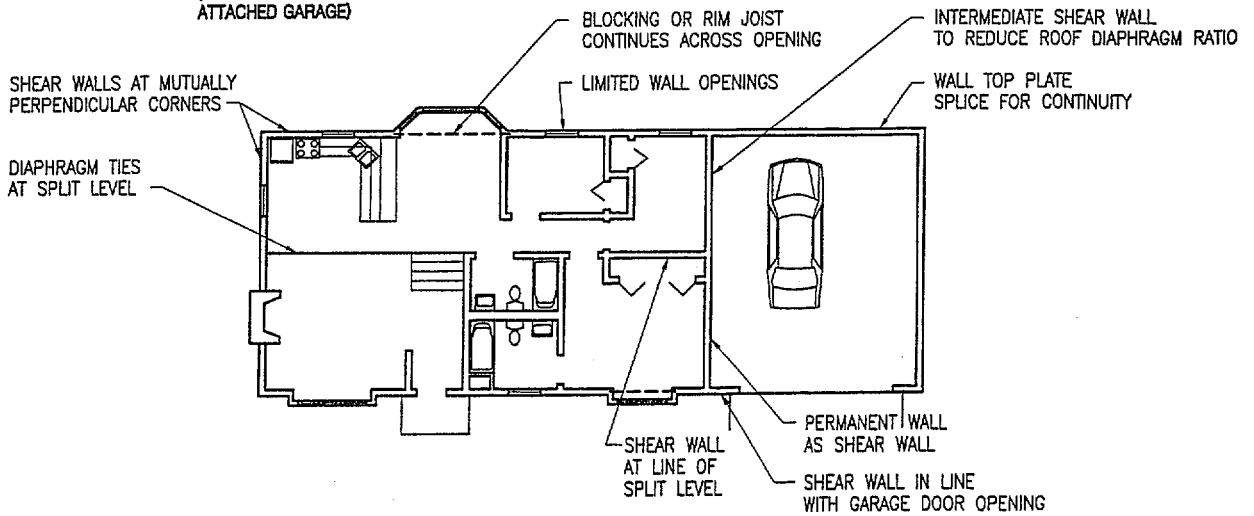 ATTACHED GARAGE)
BLOCKING OR RIM JOIST
CONTINUES ACROSS OPENING
INTERMEDIATE SHEAR WALL
TO REDUCE ROOF DIAPHRAGM RATIO
SHEAR WALLS AT MUTUALLY
PERPENDICULAR CORNERS
LIMITED WALL OPENINGS
WALL TOP PLATE
SPLICE FOR CONTINUITY
DIAPHRAGM TIES
AT SPLIT LEVEL
PERMANENT WALL
AS SHEAR WALL
SHEAR WALL
AT LINE OF
SPLIT LEVEL
SHEAR WALL IN LINE
WITH GARAGE DOOR OPENING